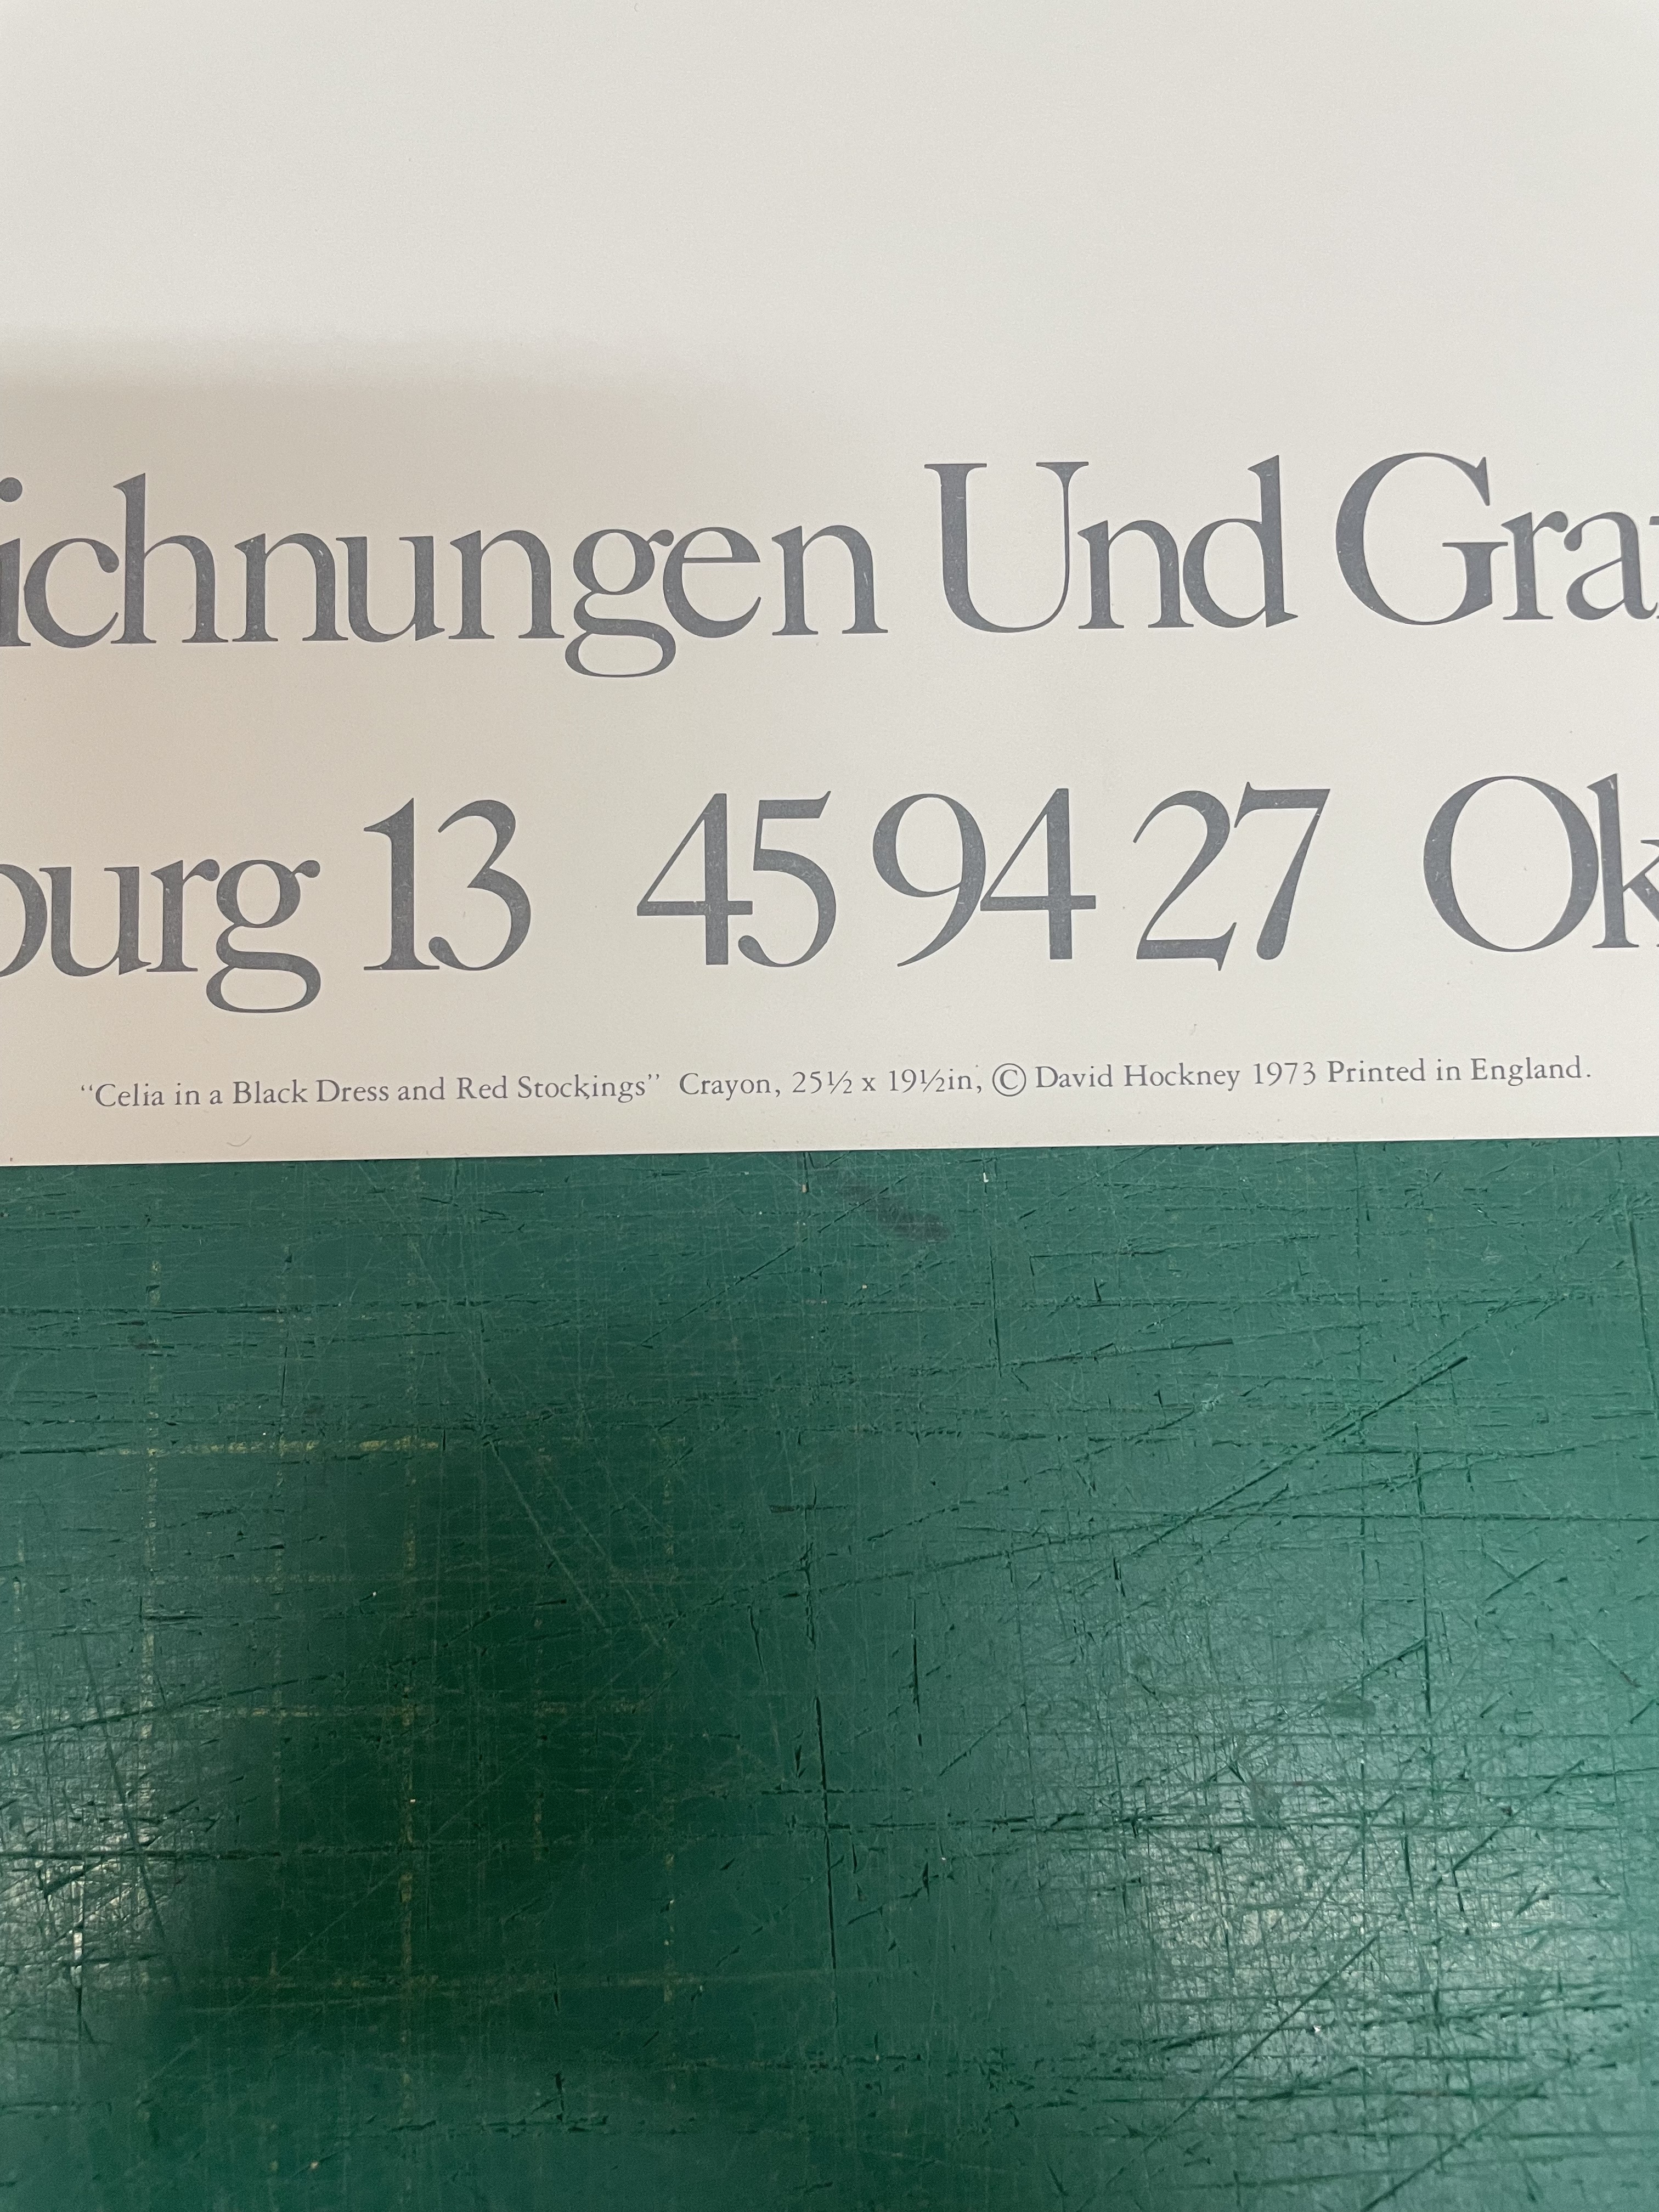 ichnungen Und Gra
urg 13 45 94 27 Ok
“Celia in a Black Dress and Red Stockings” Crayon, 25½ x 19½in, © David Hockney 1973 Printed in England.